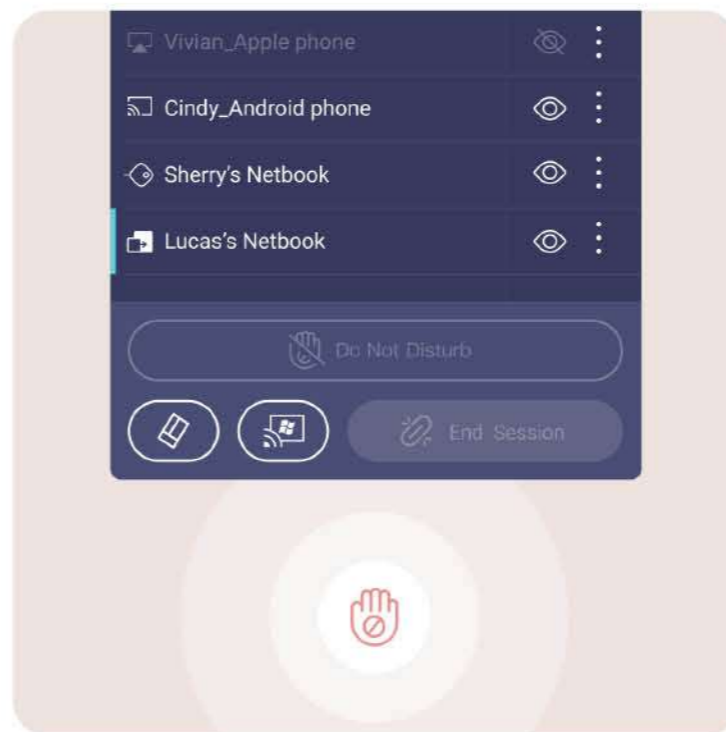 Vivian_Apple phone
Cindy_Android phone
Sherry's Netbook
Lucas's Netbook
Do Not Disturb
End Session